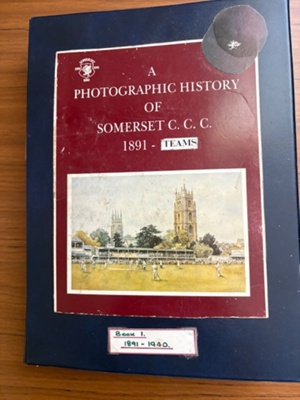 A
PHOTOGRAPHIC HISTORY
OF
SOMERSET C. C. C.
1891 - TEAMS
BOOK 1.
1891 - 1940.